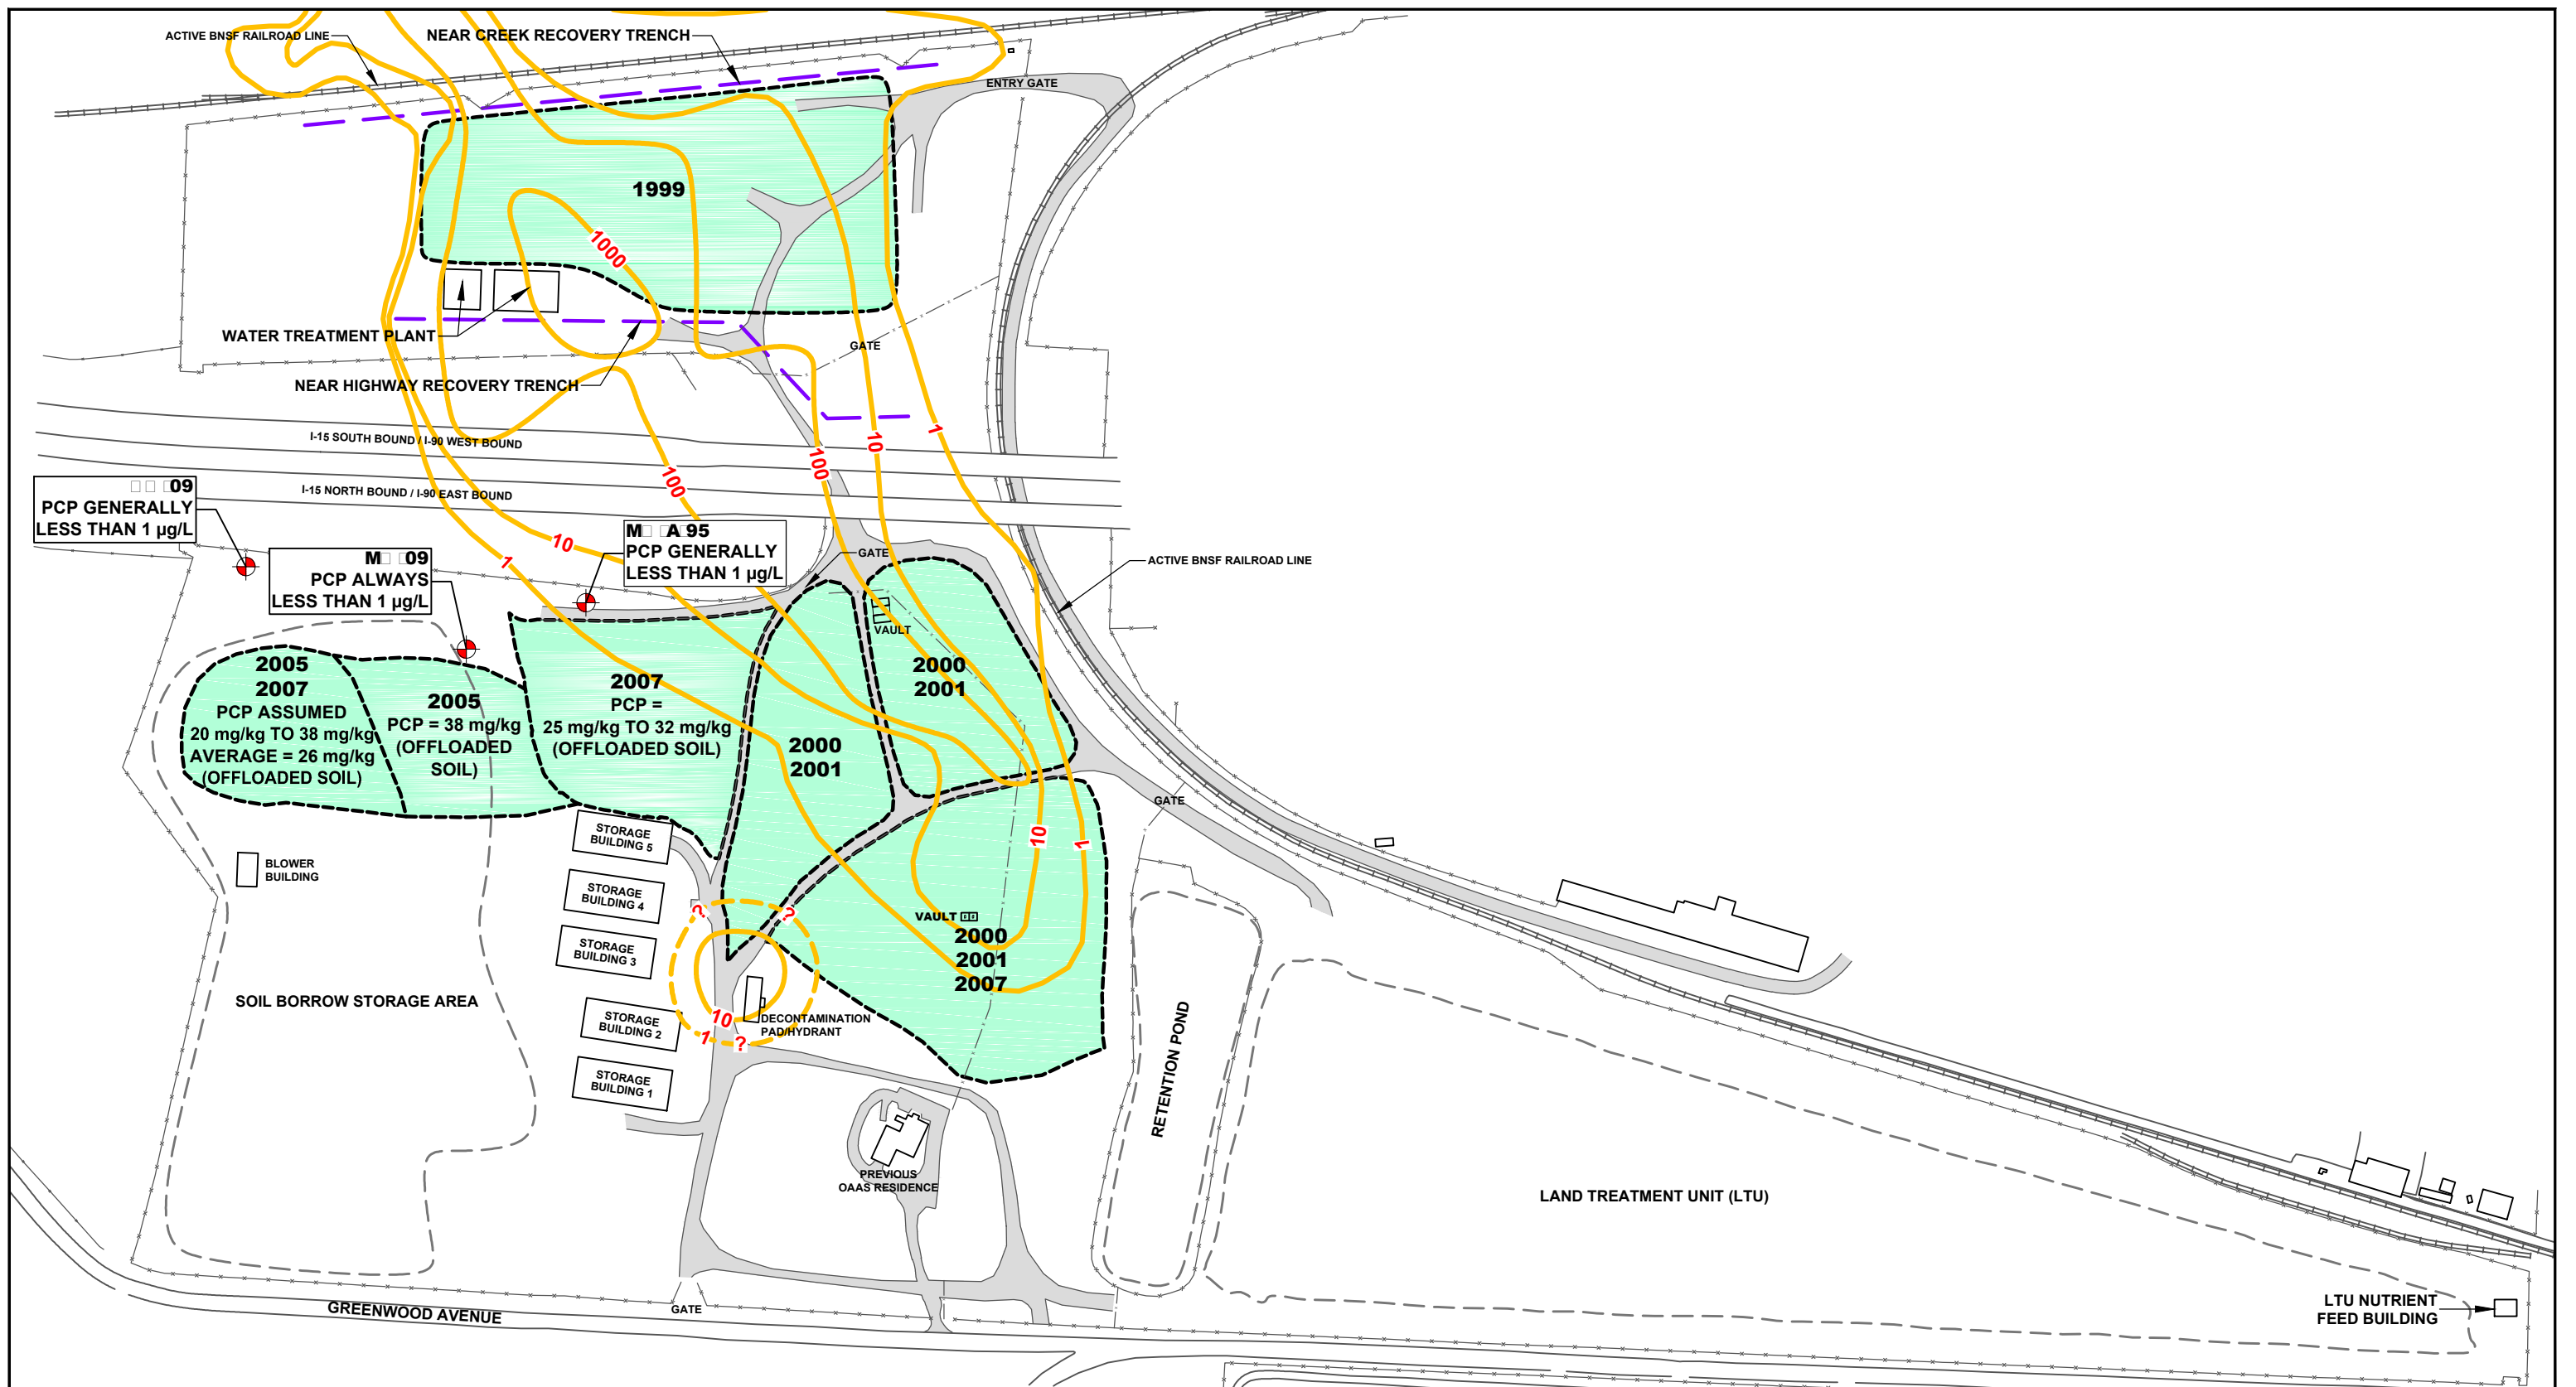 ACTIVE BNSF RAILROAD LINE
NEAR CREEK RECOVERY TRENCH
ENTRY GATE
1999
1000
WATER TREATMENT PLANT
GATE
NEAR HIGHWAY RECOVERY TRENCH
I-15 SOUTH BOUND / I-90 WEST BOUND
10
1
100
100
I-15 NORTH BOUND / I-90 EAST BOUND
09
PCP GENERALLY
LESS THAN 1 µg/L
M 09
PCP ALWAYS
LESS THAN 1 µg/L
M A 95
PCP GENERALLY
LESS THAN 1 µg/L
10
1
GATE
ACTIVE BNSF RAILROAD LINE
VAULT
2000
2001
2005
2007
PCP ASSUMED
20 mg/kg TO 38 mg/kg
AVERAGE = 26 mg/kg
(OFFLOADED SOIL)
2005
PCP = 38 mg/kg
(OFFLOADED
SOIL)
2007
PCP =
25 mg/kg TO 32 mg/kg
(OFFLOADED SOIL)
2000
2001
GATE
10
1
STORAGE
BUILDING 5
BLOWER
BUILDING
STORAGE
BUILDING 4
?
?
VAULT
2000
2001
2007
STORAGE
BUILDING 3
SOIL BORROW STORAGE AREA
STORAGE
BUILDING 2
10
1
?
DECONTAMINATION
PAD/HYDRANT
STORAGE
BUILDING 1
RETENTION POND
PREVIOUS
OAAS RESIDENCE
LAND TREATMENT UNIT (LTU)
GREENWOOD AVENUE
GATE
LTU NUTRIENT
FEED BUILDING